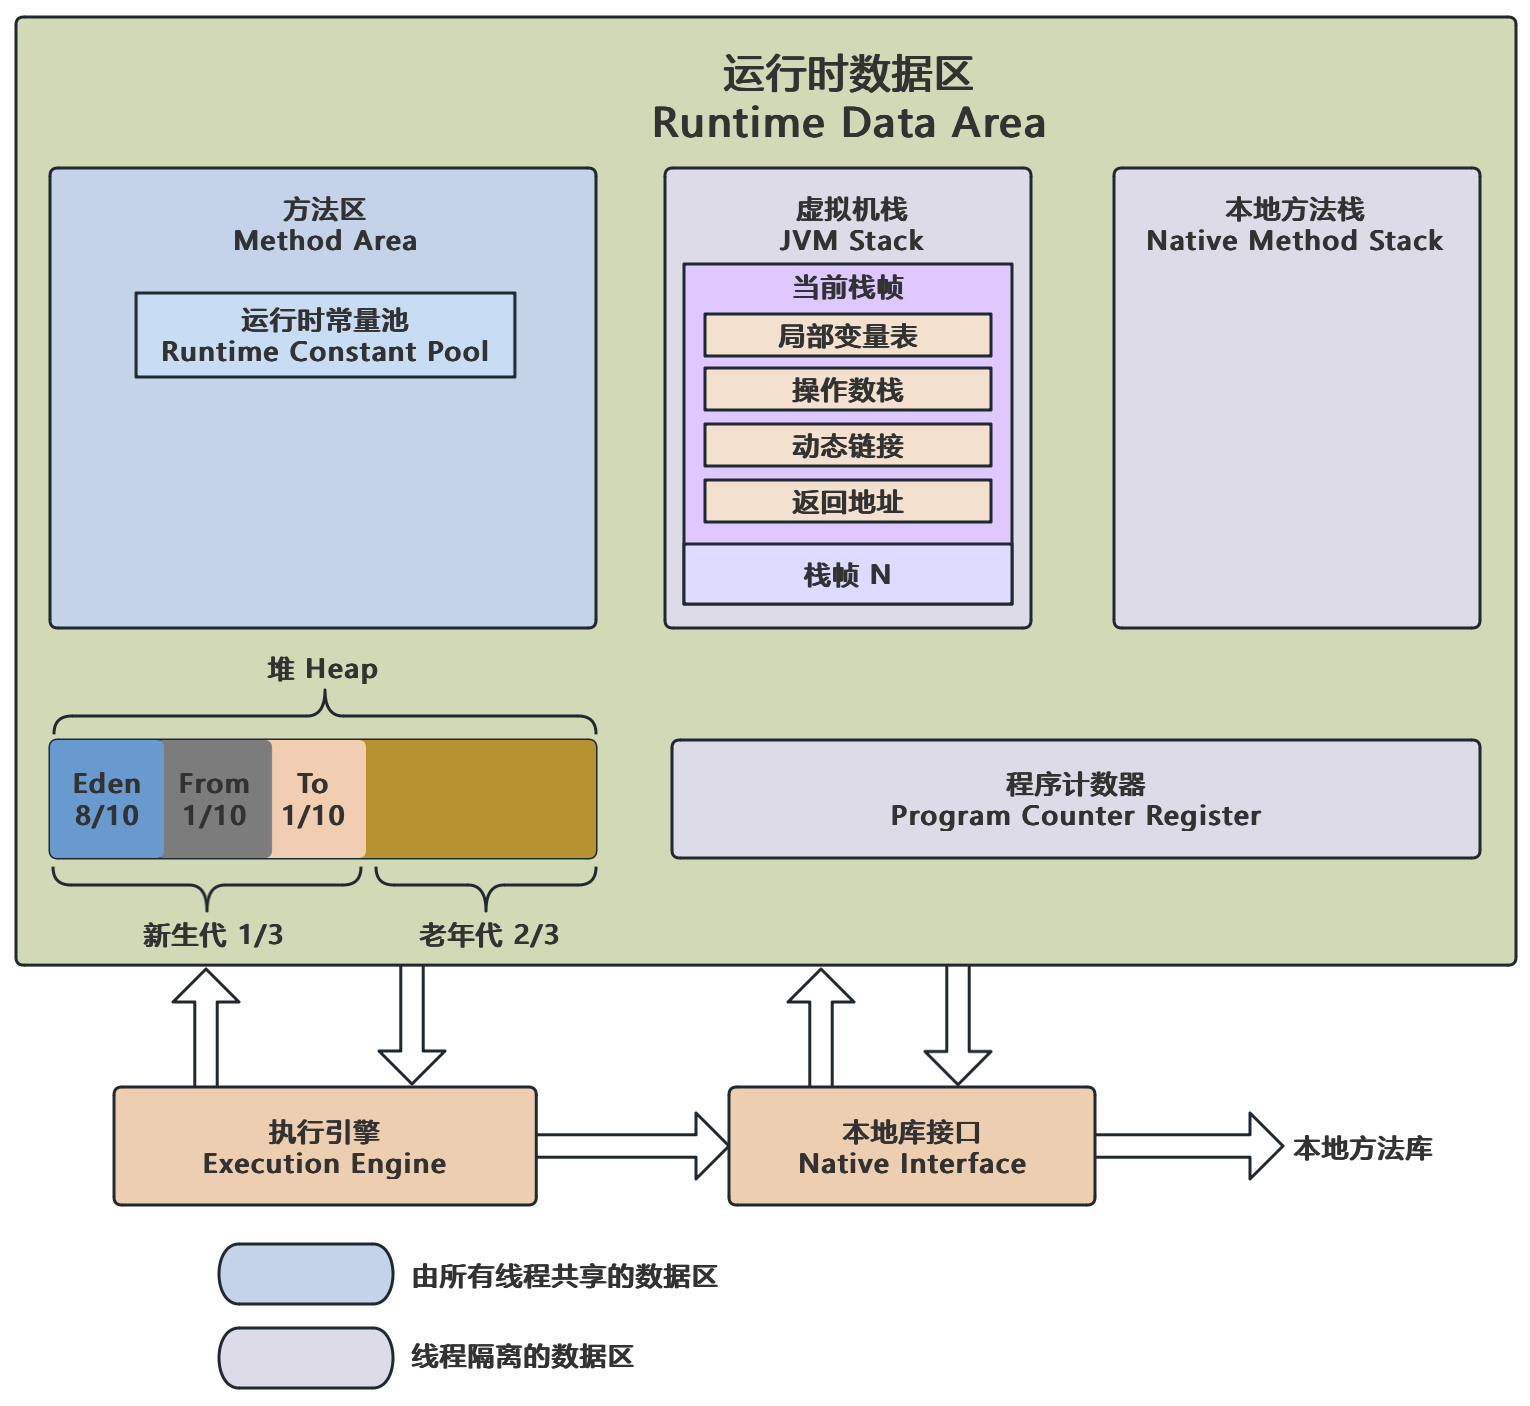 运行时数据区
Runtime Data Area
方法区
Method Area
运行时常量池
Runtime Constant Pool
虚拟机栈
JVM Stack
当前栈帧
局部变量表
操作数栈
动态链接
返回地址
栈帧 N
本地方法栈
Native Method Stack
堆 Heap
Eden
8/10
From
1/10
To
1/10
新生代 1/3
老年代 2/3
程序计数器
Program Counter Register
执行引擎
Execution Engine
本地库接口
Native Interface
本地方法库
由所有线程共享的数据区
线程隔离的数据区